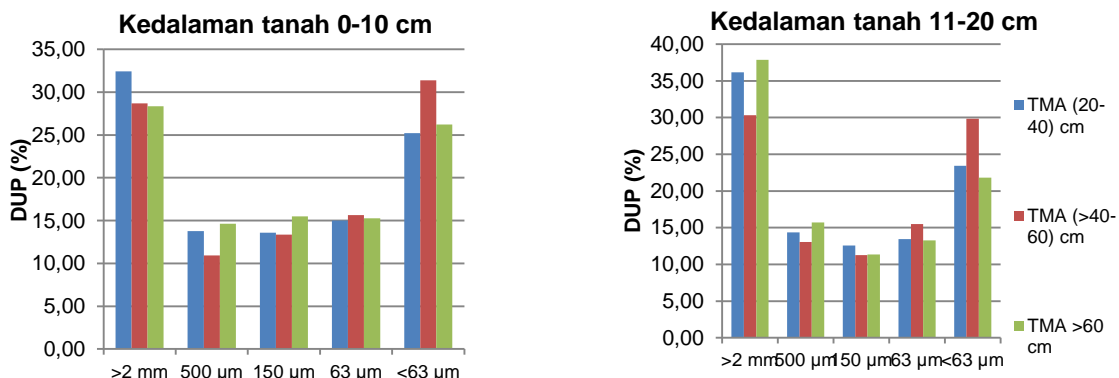 Kedalaman tanah 0-10 cm
35,00
30,00
25,00
20,00
15,00
10,00
5,00
0,00
DUP (%)
>2 mm 500 µm 150 µm 63 µm <63 µm
Kedalaman tanah 11-20 cm
40,00
35,00
30,00
25,00
20,00
15,00
10,00
5,00
0,00
DUP (%)
>2 mm 500 µm 150 µm 63 µm <63 µm
TMA (20-
40) cm
TMA (>40-
60) cm
TMA >60
cm